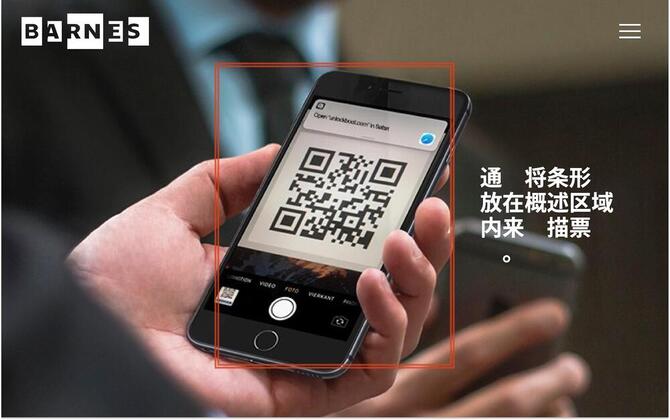 BARNES
Open "unlockboot.com" in Safari
VIDEO FOTO VIERKANT
通 将条形
放在概述区域
内来 描票
。